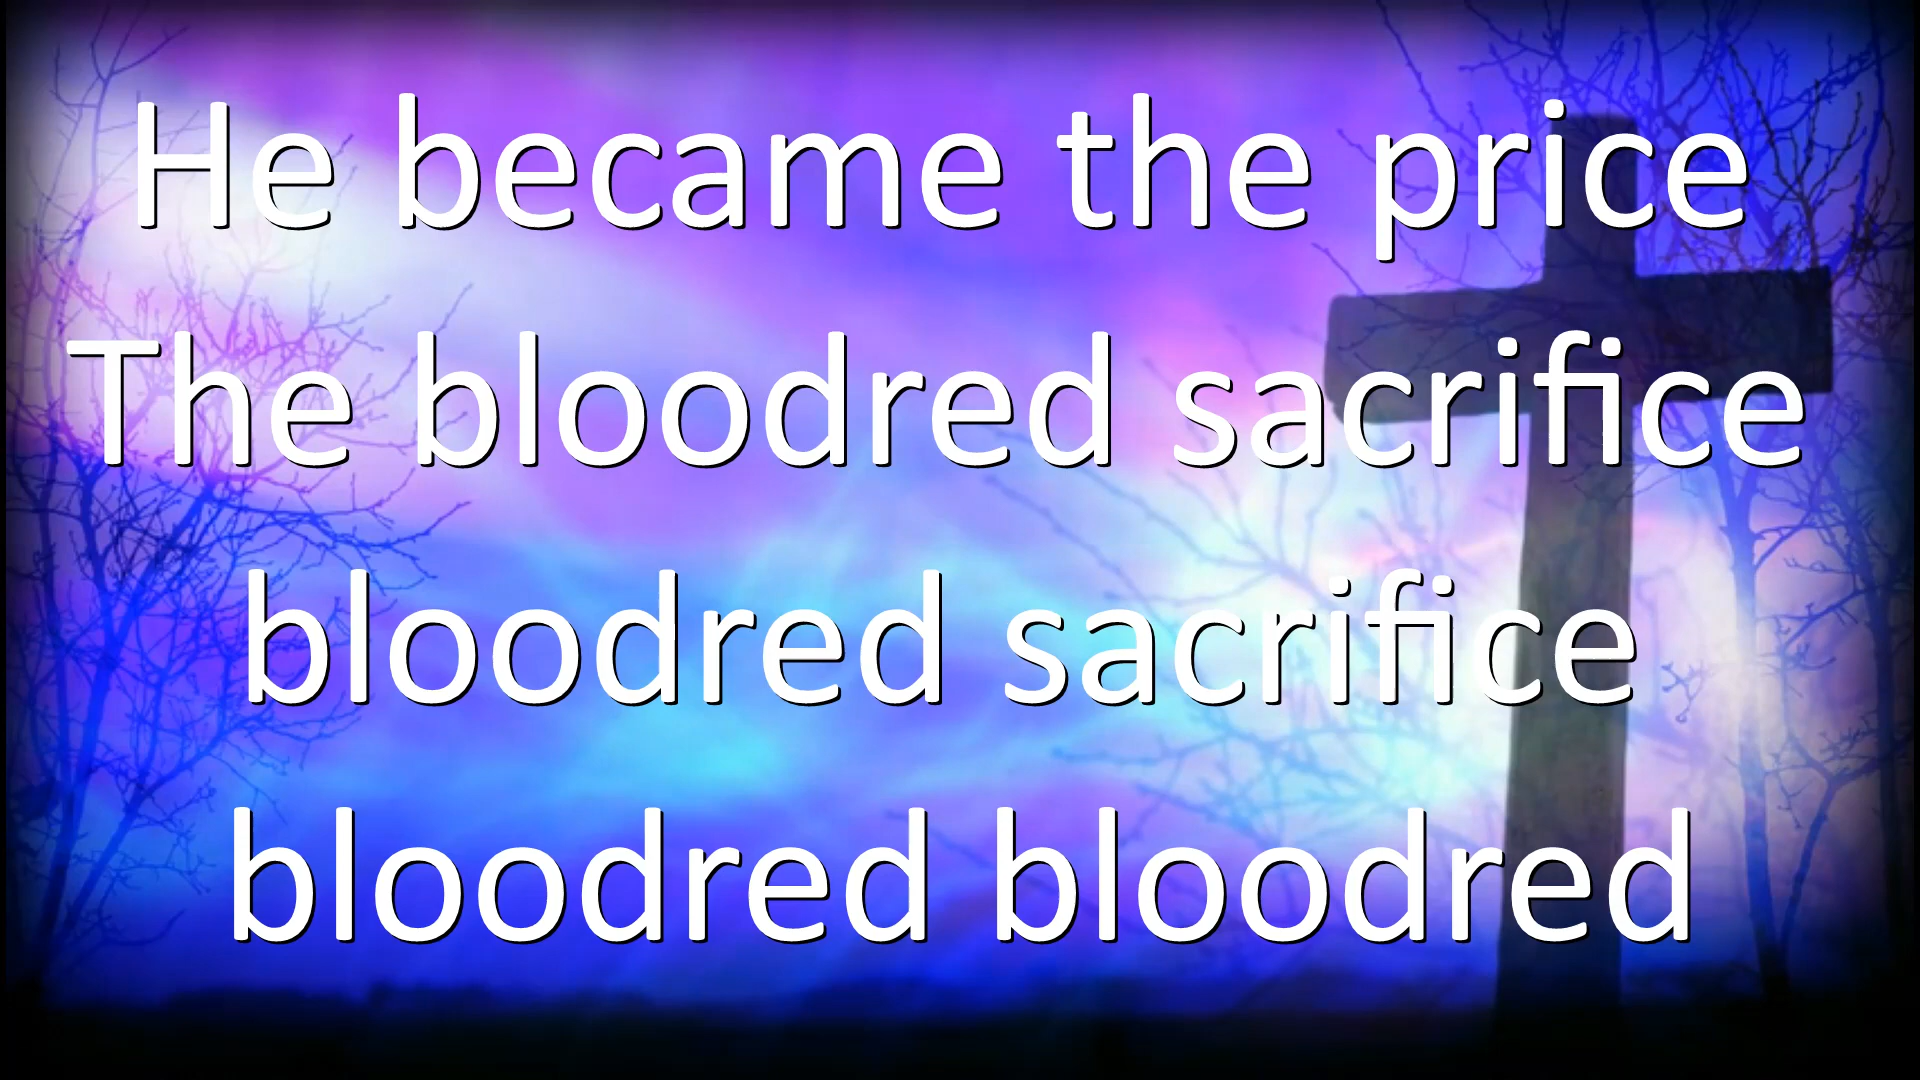 He became the price
The bloodred sacrifice
bloodred sacrifice
bloodred bloodred